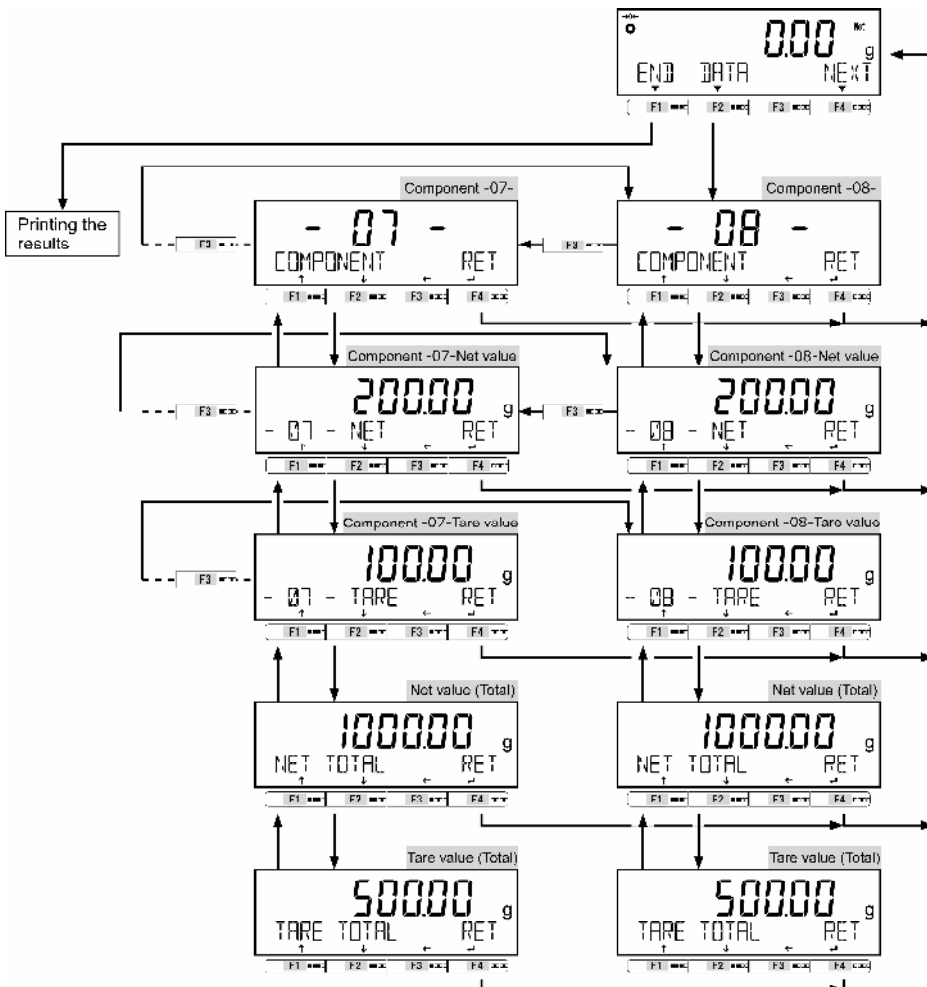 →0←
0.00 Net
g
END DATA NEXT
F1 F2 F3 F4
Printing the
results
Component -07-
- 07 -
COMPONENT RET
F1 F2 F3 F4
F3
Component -08-
- 08 -
COMPONENT RET
F1 F2 F3 F4
F3
Component -07-Net value
200.00 g
- 07 - NET RET
F1 F2 F3 F4
F3
Component -08-Net value
200.00 g
- 08 - NET RET
F1 F2 F3 F4
F3
Component -07-Tare value
100.00 g
- 07 - TARE RET
F1 F2 F3 F4
F3
Component -08-Tare value
100.00 g
- 08 - TARE RET
F1 F2 F3 F4
Net value (Total)
1000.00 g
NET TOTAL RET
F1 F2 F3 F4
Net value (Total)
1000.00 g
NET TOTAL RET
F1 F2 F3 F4
Tare value (Total)
500.00 g
TARE TOTAL RET
F1 F2 F3 F4
Tare value (Total)
500.00 g
TARE TOTAL RET
F1 F2 F3 F4